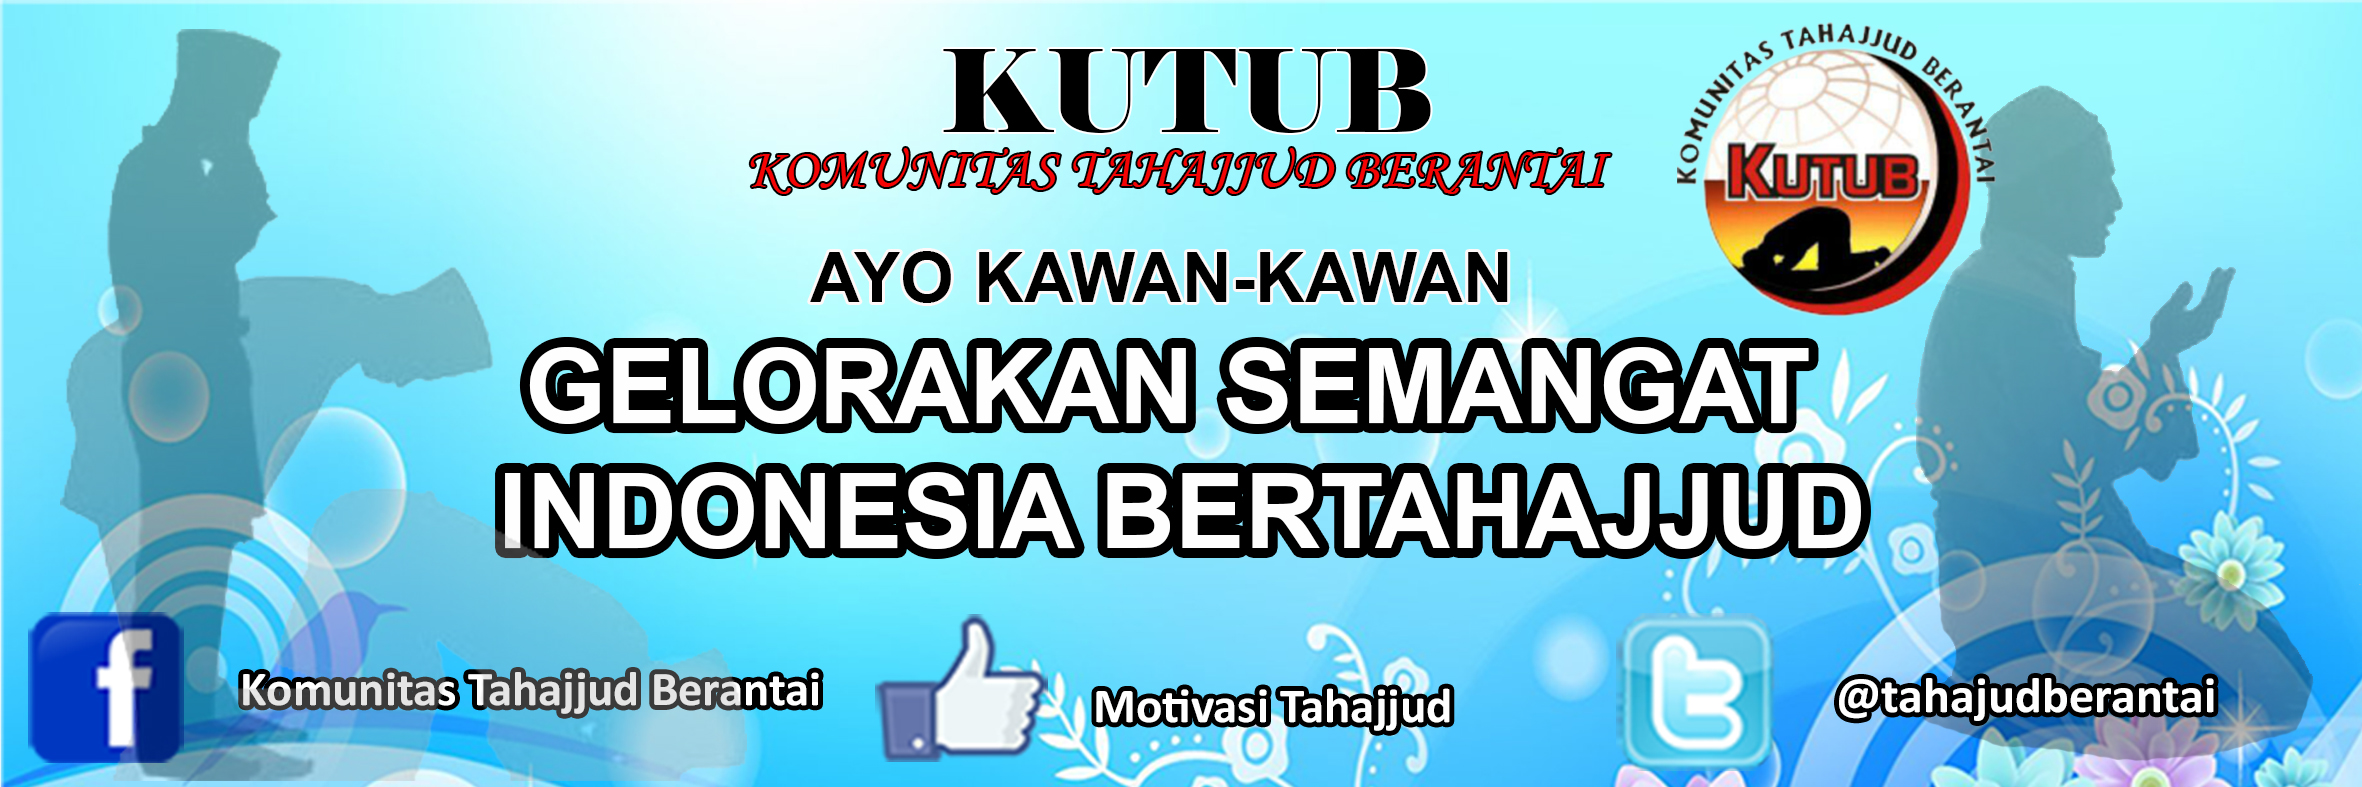 KUTUB
KOMUNITAS TAHAJJUD BERANTAI
KOMUNITAS TAHAJJUD BERANTAI
KUTUB
AYO KAWAN-KAWAN
GELORAKAN SEMANGAT
INDONESIA BERTAHAJJUD
f
Komunitas Tahajjud Berantai
Motivasi Tahajjud
t
@tahajudberantai